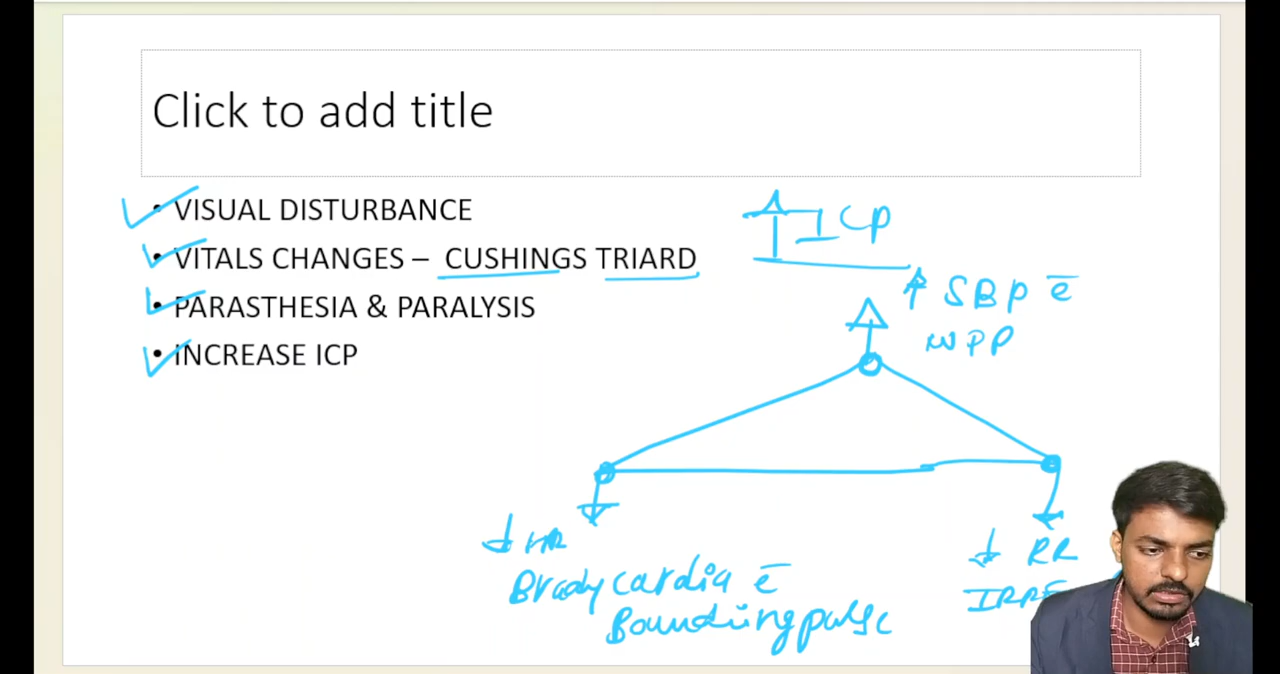 Click to add title
• VISUAL DISTURBANCE
• VITALS CHANGES – CUSHINGS TRIARD
• PARASTHESIA & PARALYSIS
• INCREASE ICP
↑ ICP
↑ SBP ē
WPP
↓ HR
Bradycardia ē
Bounding pulse
↓ RR